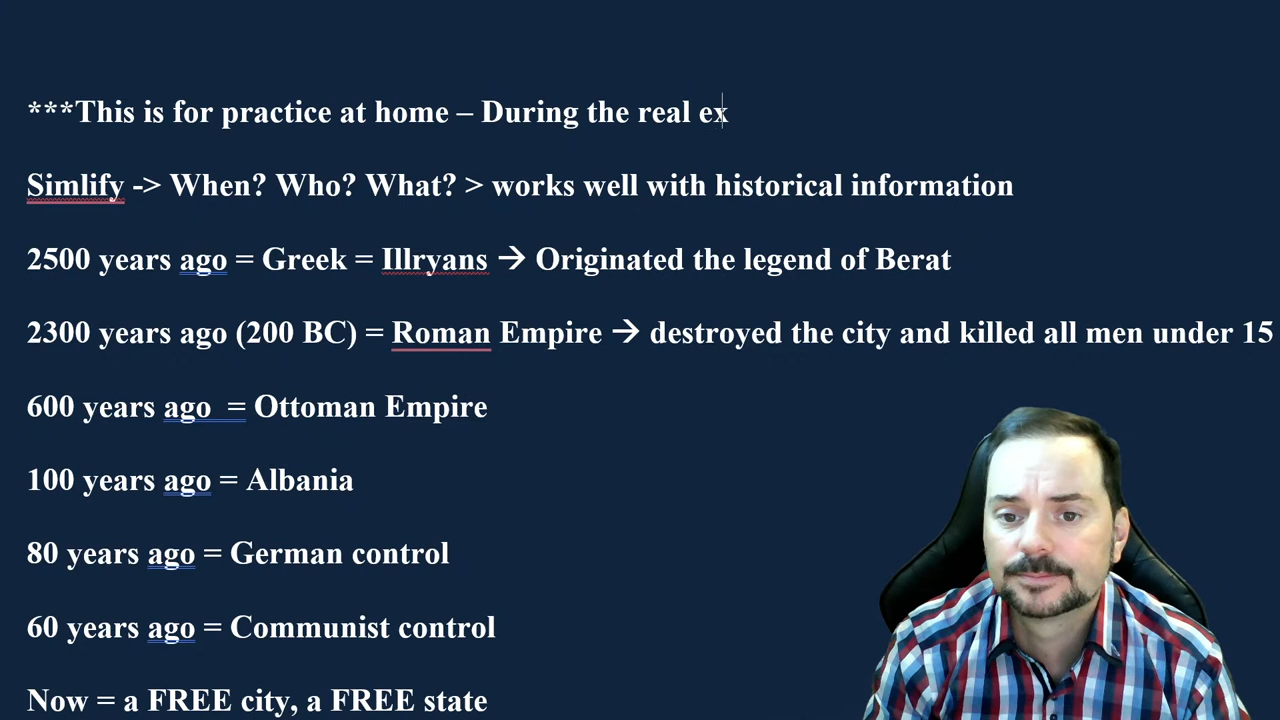 ***This is for practice at home – During the real ex
Simlify -> When? Who? What? > works well with historical information
2500 years ago = Greek = Illryans → Originated the legend of Berat
2300 years ago (200 BC) = Roman Empire → destroyed the city and killed all men under 15
600 years ago  = Ottoman Empire
100 years ago = Albania
80 years ago = German control
60 years ago = Communist control
Now = a FREE city, a FREE state